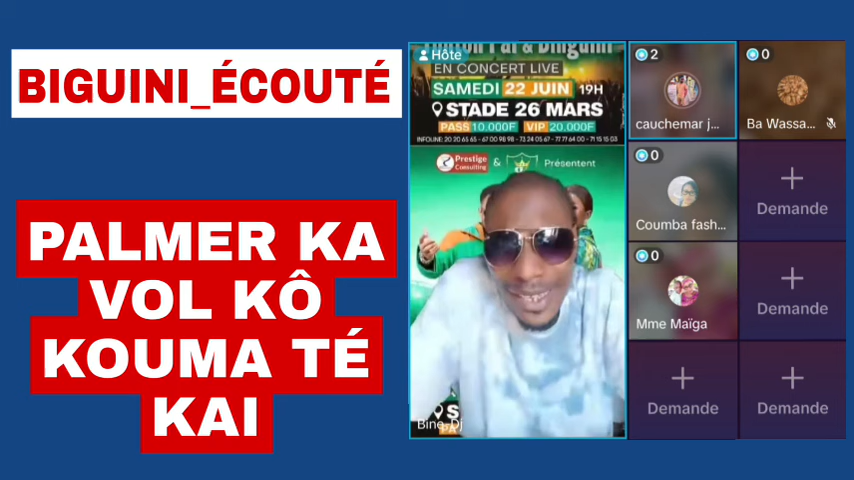 BIGUINI_ÉCOUTÉ
PALMER KA
VOL KÔ
KOUMA TÉ
KAI
Hôte
EN CONCERT LIVE
SAMEDI 22 JUIN 19H
STADE 26 MARS
PASS 10.000F VIP 20.000F
Prestige
Consulting
& Présentent
2
cauchemar j...
0
Ba Wassa...
0
Coumba fash...
Demande
0
Mme Maïga
Demande
Demande
Demande